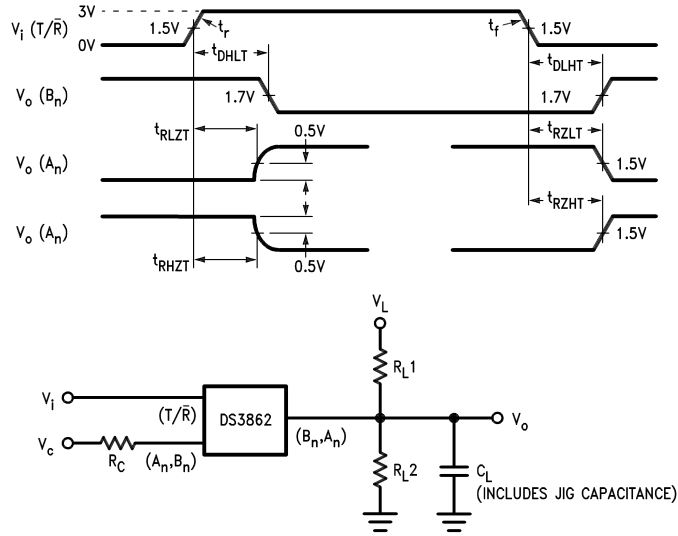 3V
Vi (T/R̄)
1.5V
tr
tf
1.5V
0V
tDHLT
tDLHT
Vo (Bn)
1.7V
1.7V
tRLZT
0.5V
tRZLT
Vo (An)
1.5V
tRZHT
Vo (An)
1.5V
tRHZT
0.5V
VL
RL1
Vi
(T/R̄)
DS3862
Vo
Vc
(Bn,An)
RC
(An,Bn)
RL2
CL
(INCLUDES JIG CAPACITANCE)